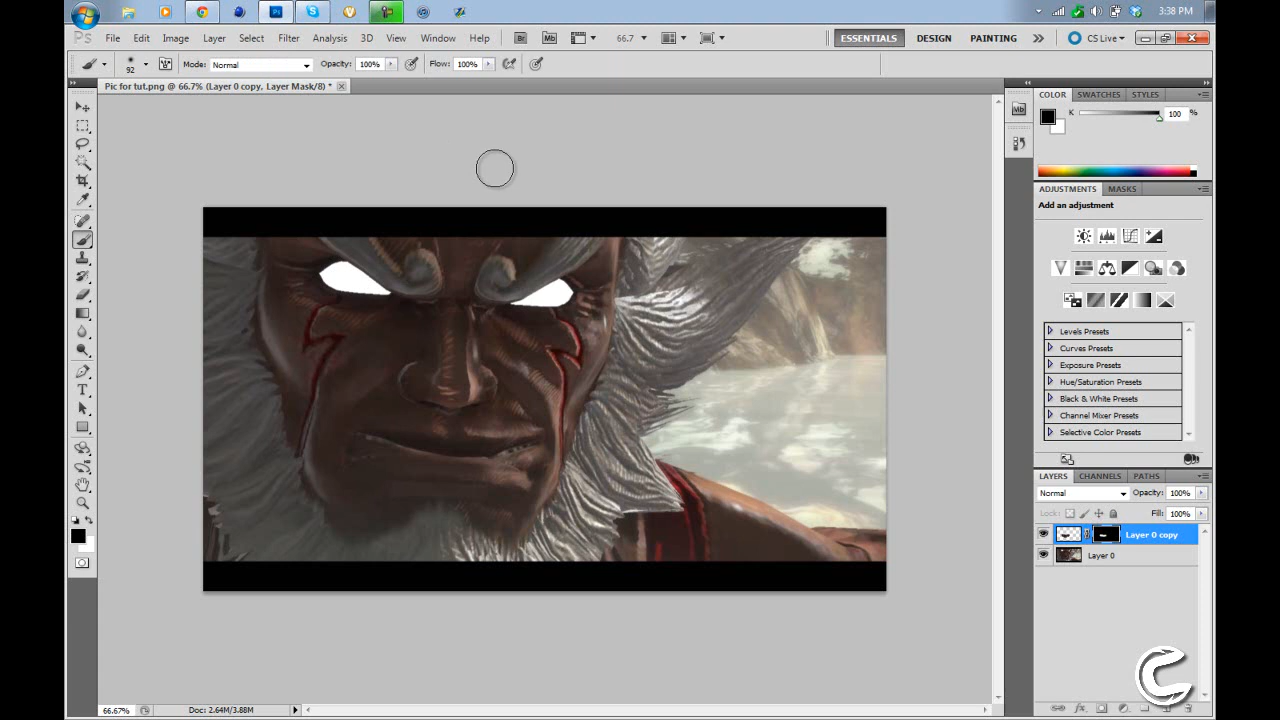 3:38 PM
Ps File Edit Image Layer Select Filter Analysis 3D View Window Help Br Mb 66.7 ESSENTIALS DESIGN PAINTING CS Live
92 Mode: Normal Opacity: 100% Flow: 100%
Pic for tut.png @ 66.7% (Layer 0 copy, Layer Mask/8) *
COLOR SWATCHES STYLES
Mb
K 100 %
ADJUSTMENTS MASKS
Add an adjustment
Levels Presets
Curves Presets
Exposure Presets
Hue/Saturation Presets
Black & White Presets
Channel Mixer Presets
Selective Color Presets
LAYERS CHANNELS PATHS
Normal Opacity: 100%
Lock: Fill: 100%
Layer 0 copy
Layer 0
66.67% Doc: 2.64M/3.88M